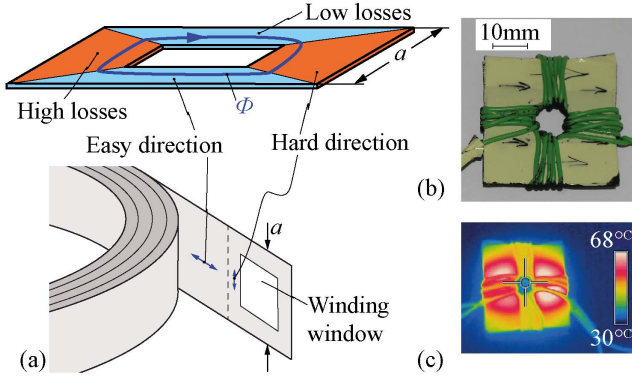 Low losses
a
High losses
Φ
Easy direction
Hard direction
a
Winding
window
(a)
10mm
(b)
68°C
30°C
(c)